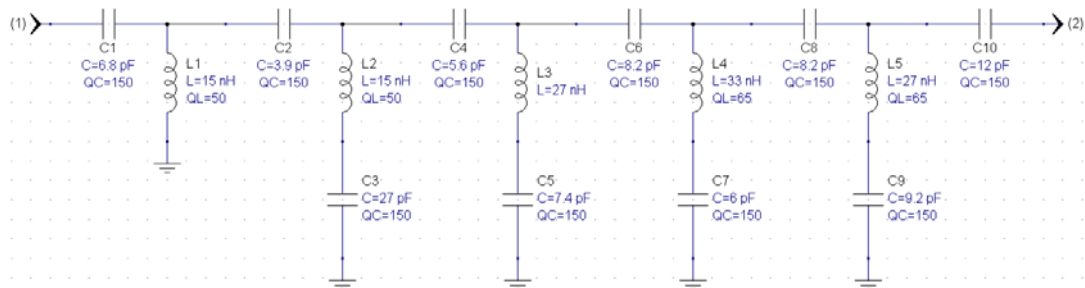 (1)
(2)
C1
C=6.8 pF
QC=150
L1
L=15 nH
QL=50
C2
C=3.9 pF
QC=150
L2
L=15 nH
QL=50
C3
C=27 pF
QC=150
C4
C=5.6 pF
QC=150
L3
L=27 nH
C5
C=7.4 pF
QC=150
C6
C=8.2 pF
QC=150
L4
L=33 nH
QL=65
C7
C=6 pF
QC=150
C8
C=8.2 pF
QC=150
L5
L=27 nH
QL=65
C9
C=9.2 pF
QC=150
C10
C=12 pF
QC=150